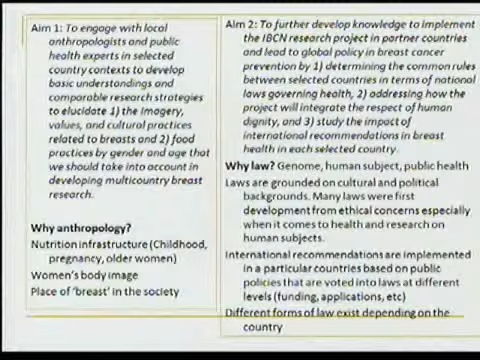 Aim 1: To engage with local
anthropologists and public
health experts in selected
country contexts to develop
basic understandings and
comparable research strategies
to elucidate 1) the imagery,
values, and cultural practices
related to breasts and 2) food
practices by gender and age that
we should take into account in
developing multicountry breast
research.
Why anthropology?
Nutrition infrastructure (Childhood,
pregnancy, older women)
Women's body image
Place of 'breast' in the society
Aim 2: To further develop knowledge to implement
the IBCN research project in partner countries
and lead to global policy in breast cancer
prevention by 1) determining the common rules
between selected countries in terms of national
laws governing health, 2) addressing how the
project will integrate the respect of human
dignity, and 3) study the impact of
international recommendations in breast
health in each selected country.
Why law? Genome, human subject, public health
Laws are grounded on cultural and political
backgrounds. Many laws were first
development from ethical concerns especially
when it comes to health and research on
human subjects.
International recommendations are implemented
in a particular countries based on public
policies that are voted into laws at different
levels (funding, applications, etc)
Different forms of law exist depending on the
country